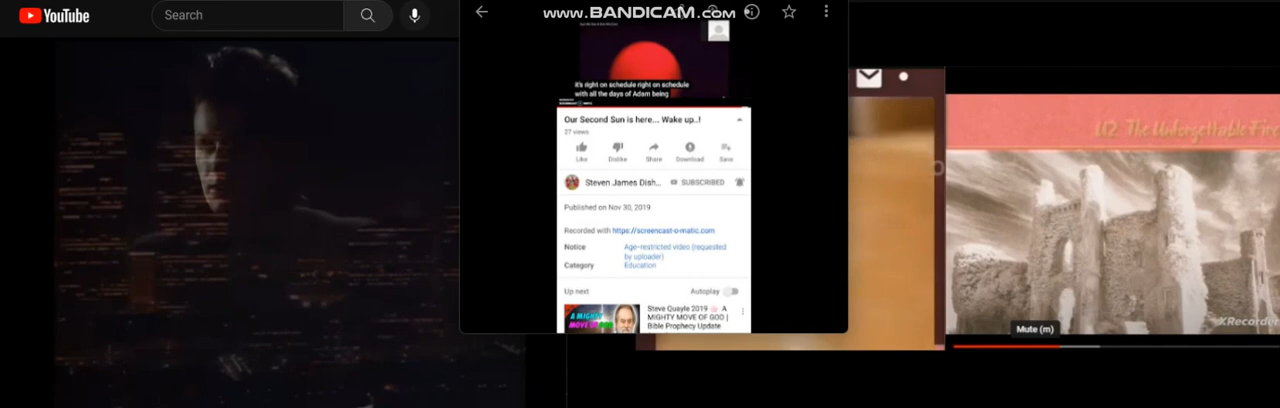 YouTube
Search
www.BANDICAM.com
It's right on schedule right on schedule
with all the days of Adam being
Our Second Sun is here... Wake up..!
27 views
Like
Dislike
Share
Download
Save
Steven James Dish...
SUBSCRIBED
Published on Nov 30, 2019
Recorded with https://screencast-o-matic.com
Notice
Age-restricted video (requested
by uploader)
Category
Education
Up next
Autoplay
A MIGHTY
MOVE OF GOD
Steve Quayle 2019 A
MIGHTY MOVE OF GOD |
Bible Prophecy Update
U2 The Unforgettable Fire
XRecorder
Mute (m)